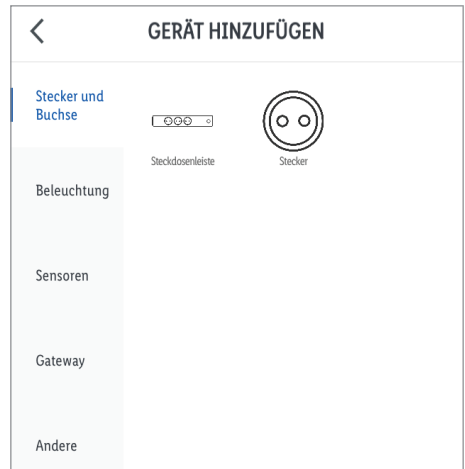 GERÄT HINZUFÜGEN
Stecker und
Buchse
Steckdosenleiste
Stecker
Beleuchtung
Sensoren
Gateway
Andere